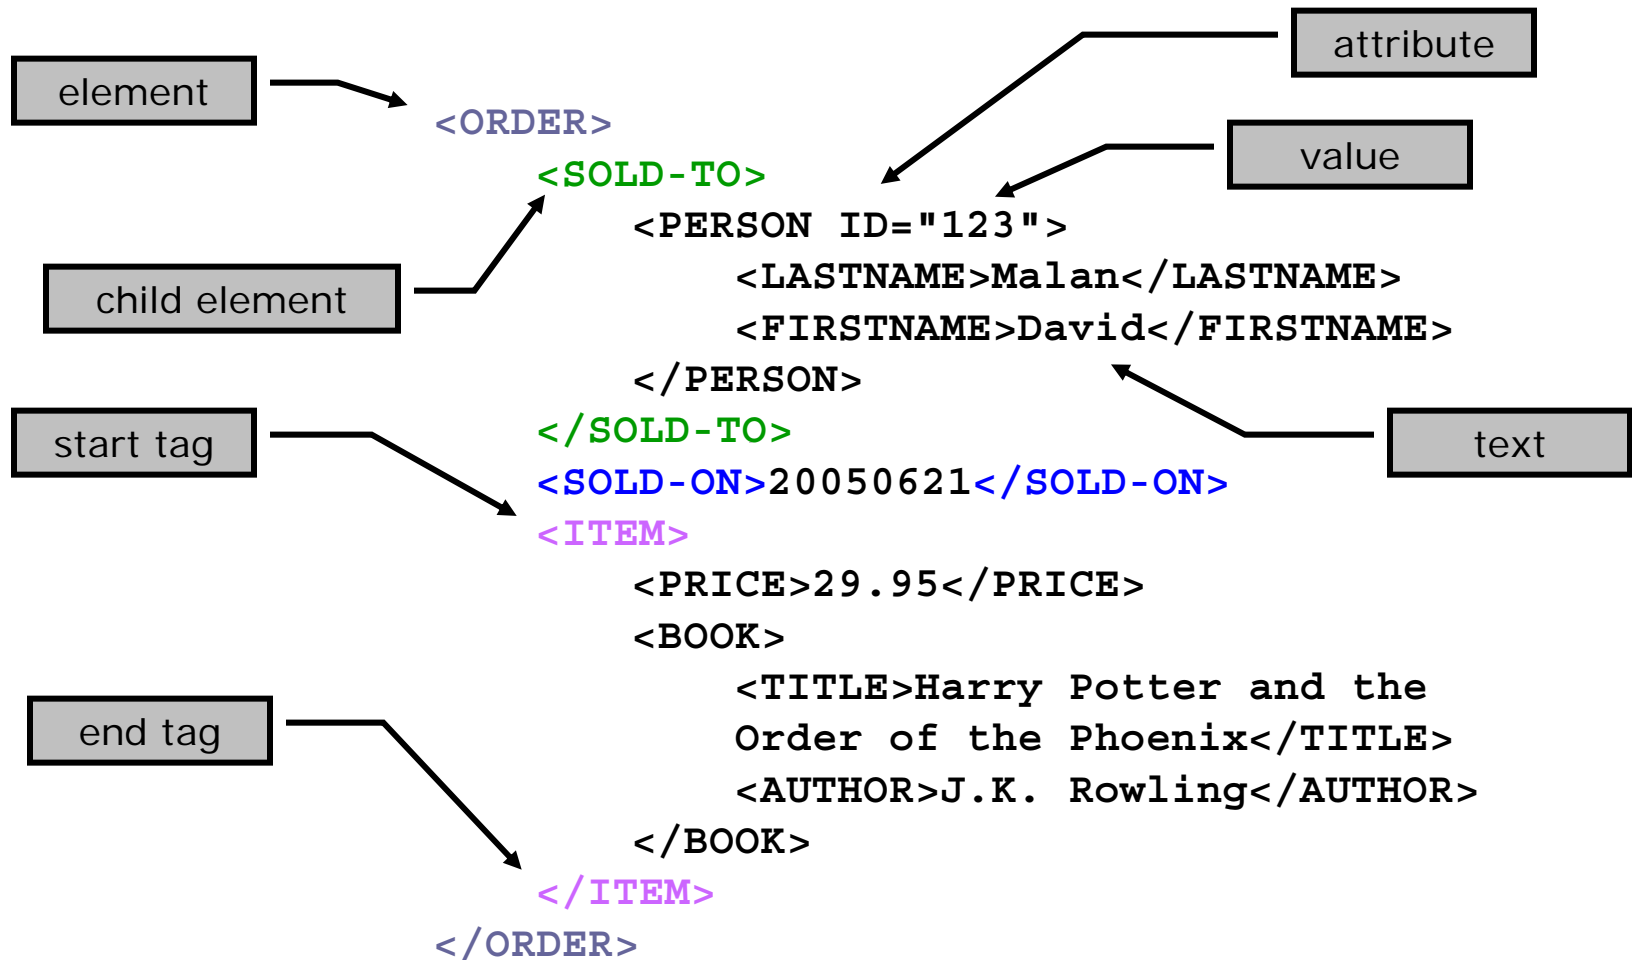 attribute
element
<ORDER>
value
<SOLD-TO>
<PERSON ID="123">
child element
<LASTNAME>Malan</LASTNAME>
<FIRSTNAME>David</FIRSTNAME>
</PERSON>
start tag
</SOLD-TO>
text
<SOLD-ON>20050621</SOLD-ON>
<ITEM>
<PRICE>29.95</PRICE>
<BOOK>
<TITLE>Harry Potter and the
end tag
Order of the Phoenix</TITLE>
<AUTHOR>J.K. Rowling</AUTHOR>
</BOOK>
</ITEM>
</ORDER>